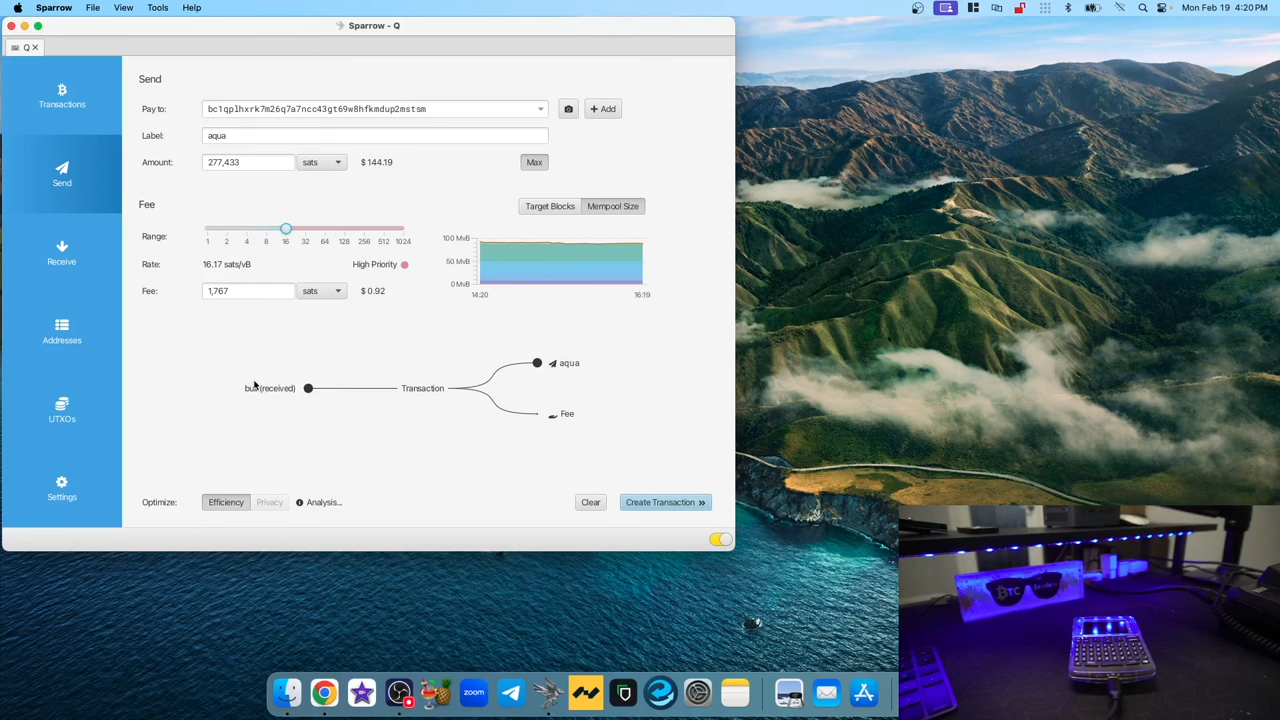 Sparrow File View Tools Help Mon Feb 19 4:20 PM
Sparrow - Q
Q
Transactions
Send
Receive
Addresses
UTXOs
Settings
Send
Pay to: bc1qplhxrk7m26q7a7ncc43gt69w8hfkmdup2mstsm + Add
Label: aqua
Amount: 277,433 sats $ 144.19 Max
Fee Target Blocks Mempool Size
Range: 1 2 4 8 16 32 64 128 256 512 1024
Rate: 16.17 sats/vB High Priority
Fee: 1,767 sats $ 0.92
100 MvB
50 MvB
0 MvB
14:20 16:19
(received) Transaction aqua
Fee
Optimize: Efficiency Privacy Analysis... Clear Create Transaction
zoom
BTC